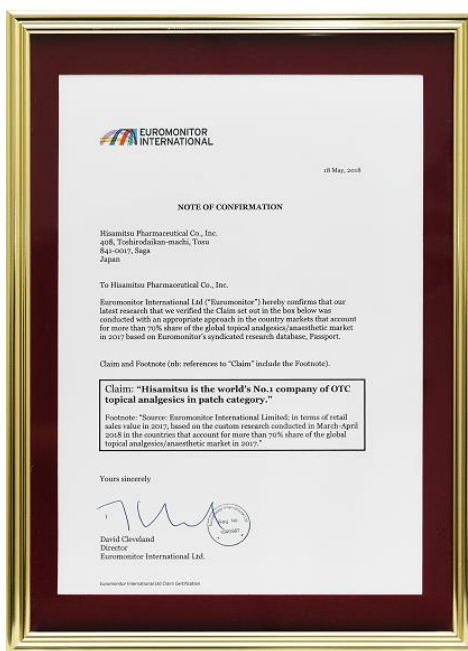 EUROMONITOR
INTERNATIONAL
18 May, 2018
NOTE OF CONFIRMATION
Hisamitsu Pharmaceutical Co., Inc.
408, Toshirodaikan-machi, Tosu
841-0017, Saga
Japan
To Hisamitsu Pharmaceutical Co., Inc.
Euromonitor International Ltd ("Euromonitor") hereby confirms that our
latest research that we verified the Claim set out in the box below was
conducted with an appropriate approach in the country markets that account
for more than 70% share of the global topical analgesics/anaesthetic market
in 2017 based on Euromonitor's syndicated research database, Passport.
Claim and Footnote (nb: references to "Claim" include the Footnote).
Claim: "Hisamitsu is the world's No.1 company of OTC
topical analgesics in patch category."
Footnote: "Source: Euromonitor International Limited; in terms of retail
sales value in 2017, based on the custom research conducted in March-April
2018 in the countries that account for more than 70% share of the global
topical analgesics/anaesthetic market in 2017."
Yours sincerely
Reg. No.
David Cleveland
Director
Euromonitor International Ltd.
Euromonitor International Ltd Claim Certification